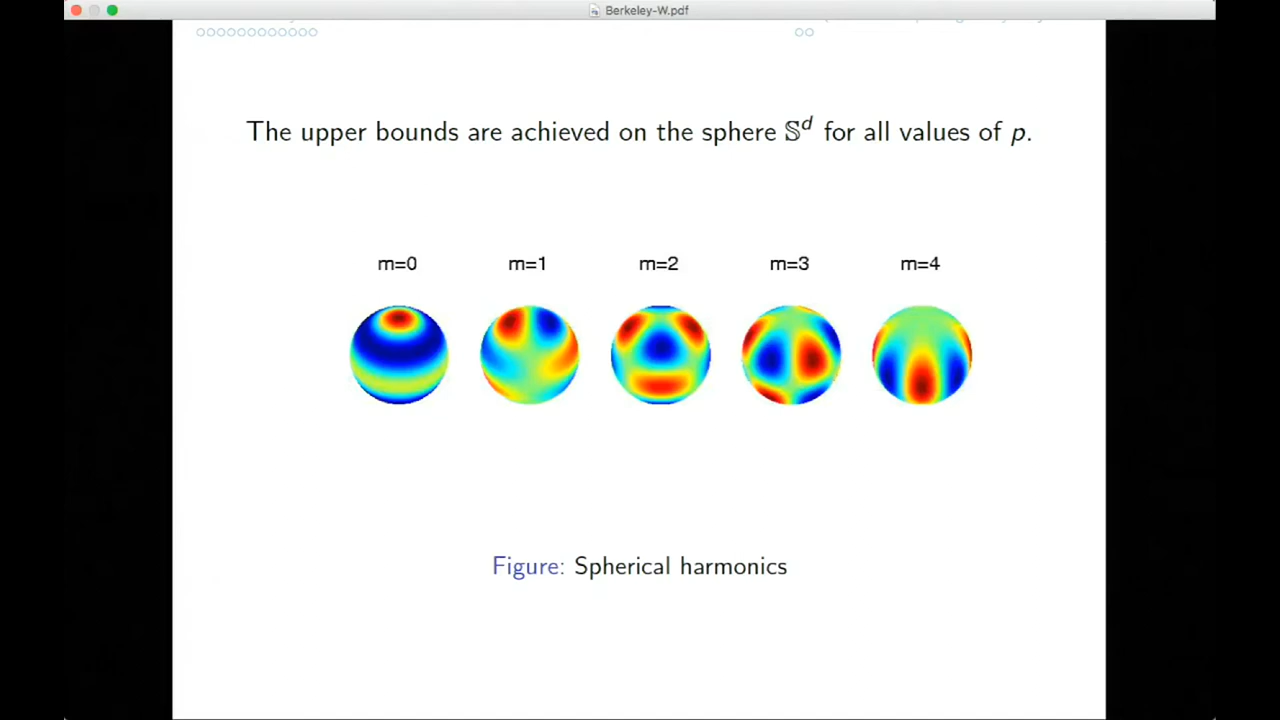 Berkeley-W.pdf
The upper bounds are achieved on the sphere 𝕊ᵈ for all values of p.
m=0 m=1 m=2 m=3 m=4
Figure: Spherical harmonics